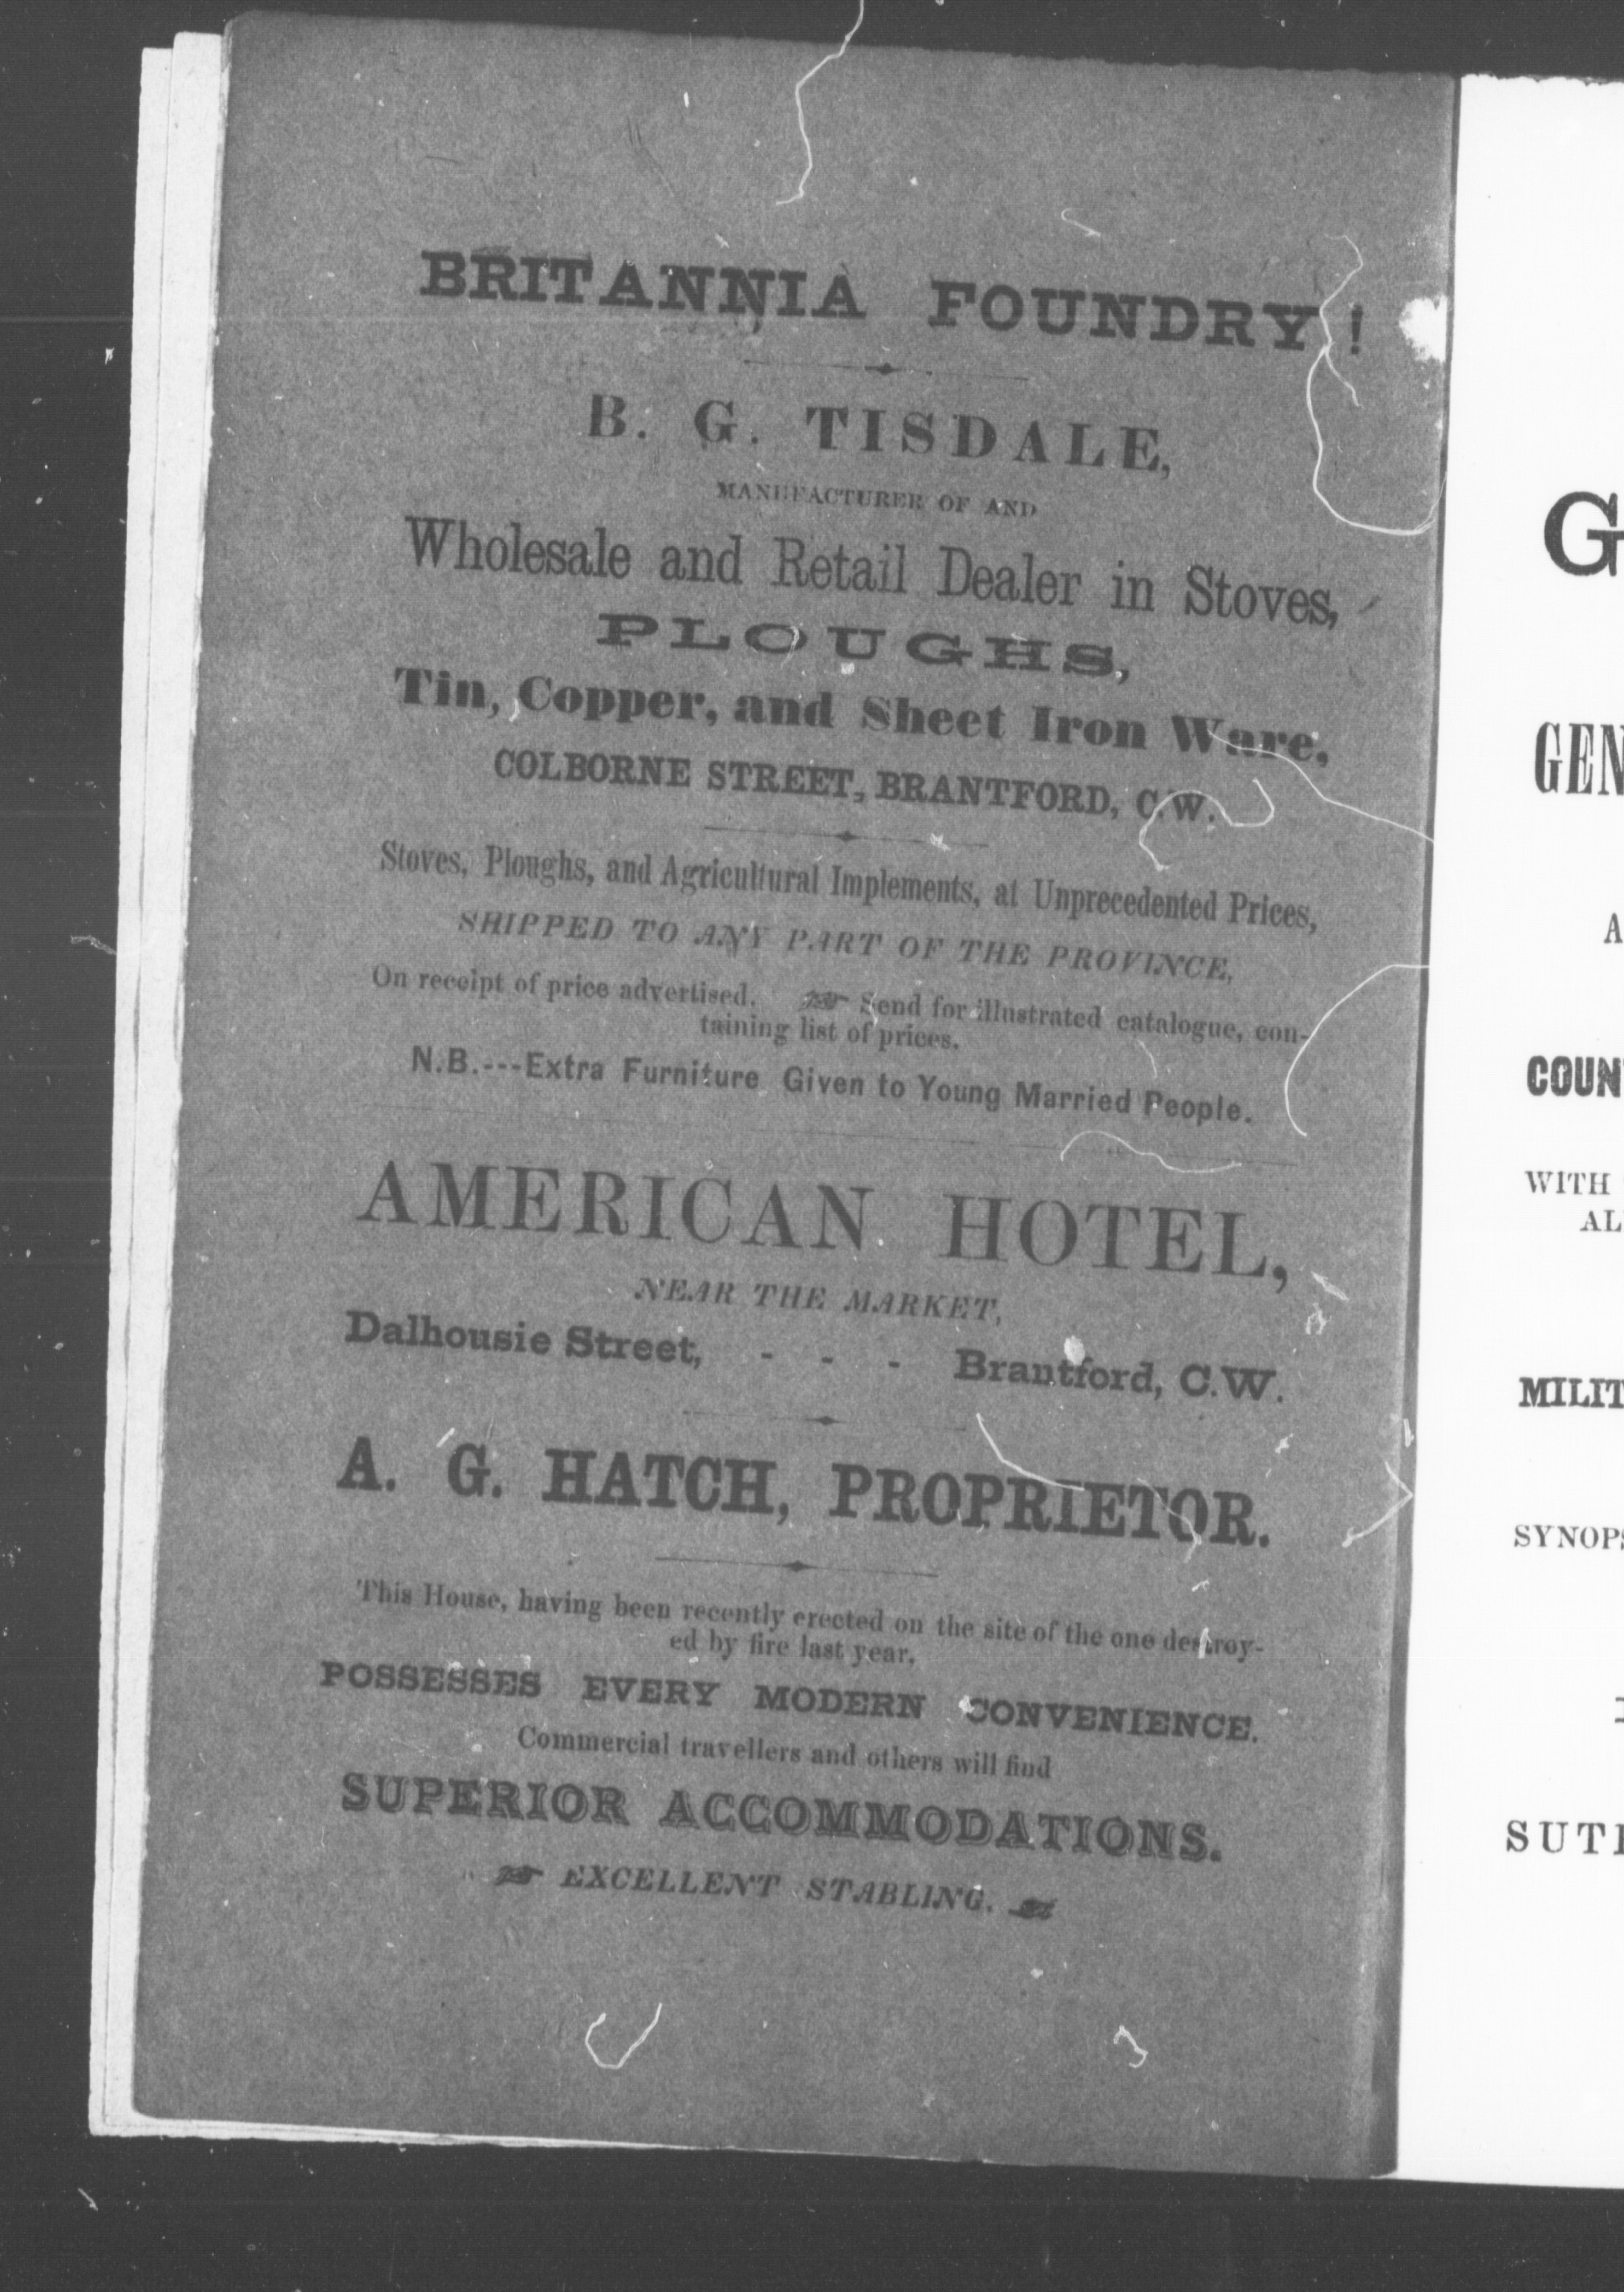 BRITANNIA FOUNDRY!
B. G. TISDALE,
MANUFACTURER OF AND
Wholesale and Retail Dealer in Stoves,
PLOUGHS,
Tin, Copper, and Sheet Iron Ware,
COLBORNE STREET, BRANTFORD, C.W.
Stoves, Ploughs, and Agricultural Implements, at Unprecedented Prices,
SHIPPED TO ANY PART OF THE PROVINCE,
On receipt of price advertised. ☞ Send for illustrated catalogue, con-
taining list of prices.
N.B.---Extra Furniture Given to Young Married People.
AMERICAN HOTEL,
NEAR THE MARKET,
Dalhousie Street, - - - Brantford, C.W.
A. G. HATCH, PROPRIETOR.
This House, having been recently erected on the site of the one destroy-
ed by fire last year,
POSSESSES EVERY MODERN CONVENIENCE.
Commercial travellers and others will find
SUPERIOR ACCOMMODATIONS.
☞ EXCELLENT STABLING. ☜
G
GEN
A
COUN
WITH
AL
MILIT
SYNOPS
SUTH